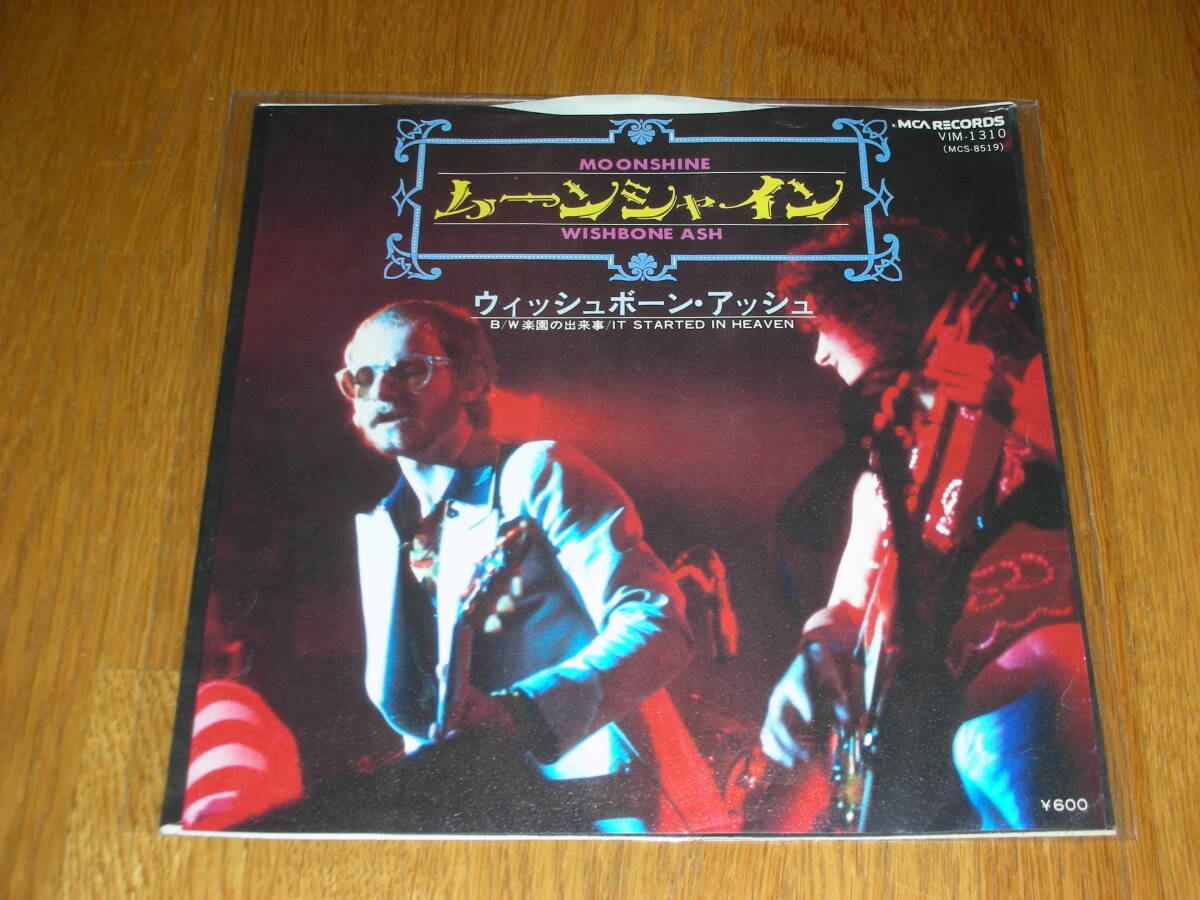 MCA RECORDS
VIM-1310
(MCS-8519)
MOONSHINE
ムーンシャイン
WISHBONE ASH
ウィッシュボーン・アッシュ
B/W 楽園の出来事/IT STARTED IN HEAVEN
¥600